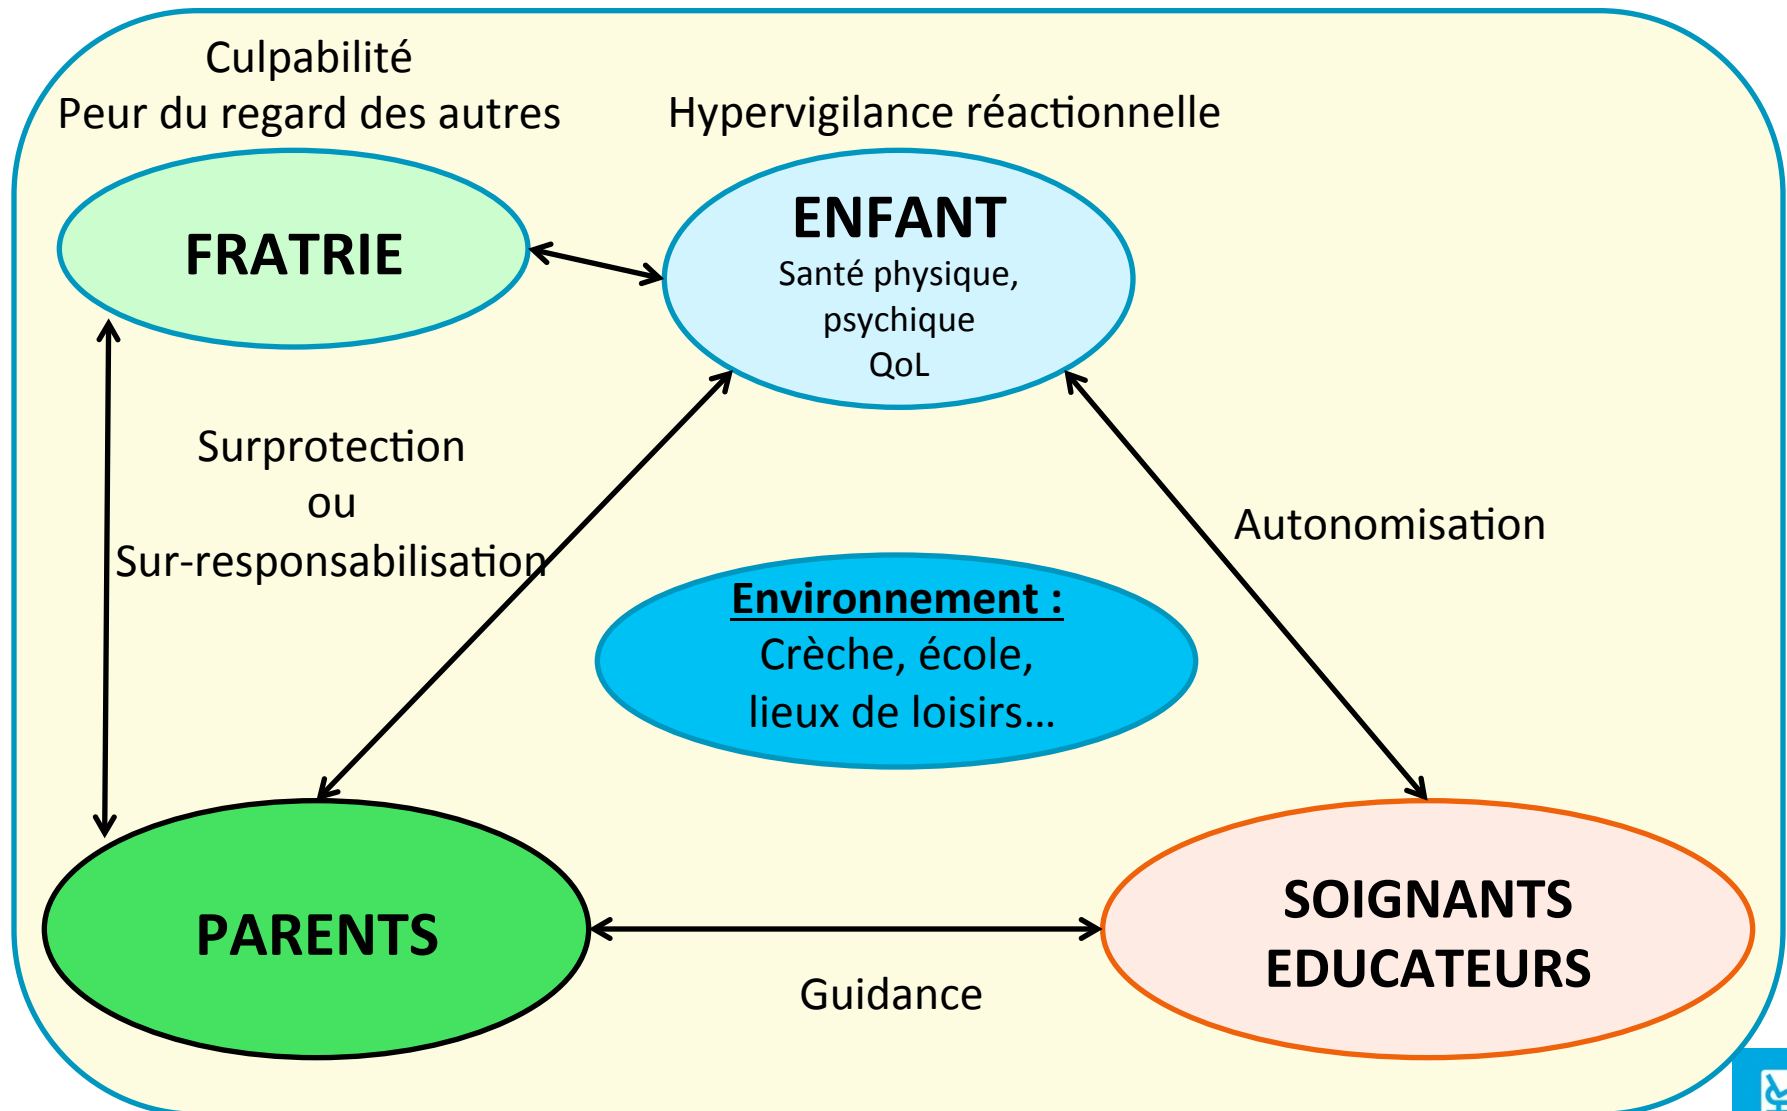 Culpabilité
Peur du regard des autres
Hypervigilance réactionnelle
FRATRIE
ENFANT
Santé physique,
psychique
QoL
Surprotection
ou
Sur-responsabilisation
Autonomisation
Environnement :
Crèche, école,
lieux de loisirs…
PARENTS
SOIGNANTS
EDUCATEURS
Guidance